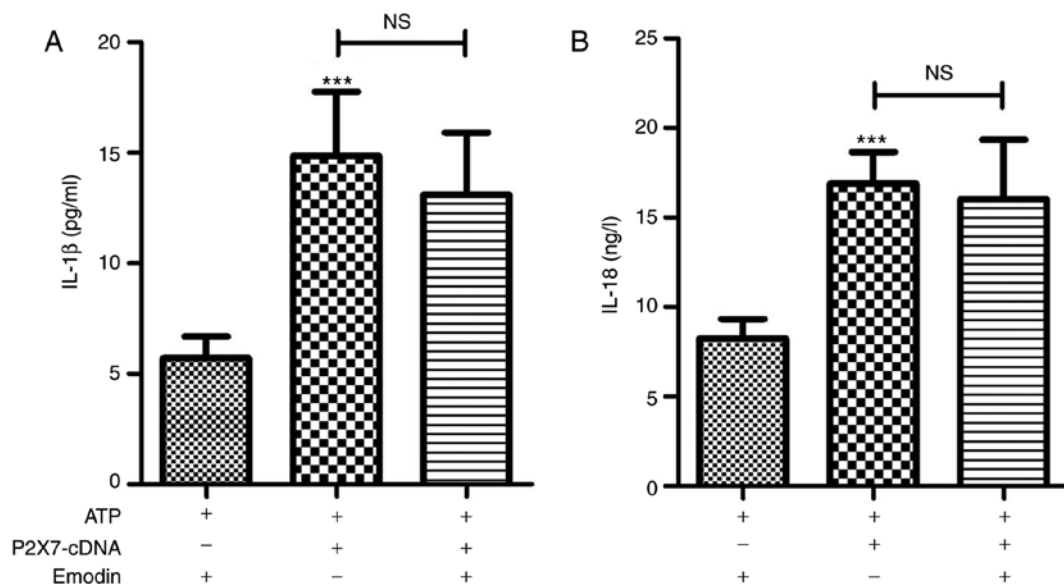 A
NS
20
***
15
IL-1β (pg/ml)
10
5
0
B
25
NS
20
***
15
IL-18 (ng/l)
10
5
0
ATP + + + + + +
P2X7-cDNA – + + – + +
Emodin + – + + – +